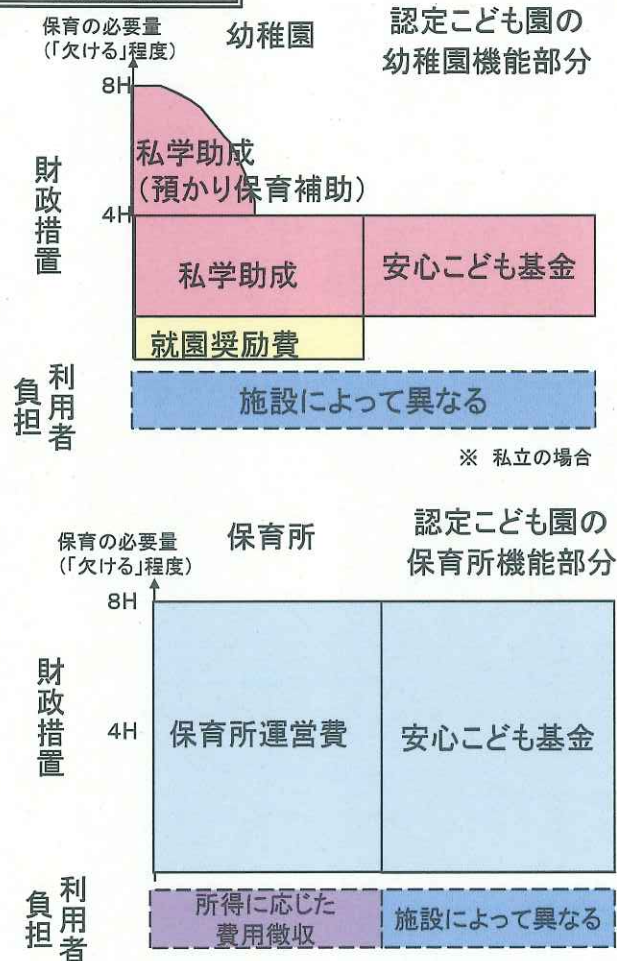 保育の必要量
(「欠ける」程度)
幼稚園
認定こども園の
幼稚園機能部分
8H
財政措置
私学助成
(預かり保育補助)
4H
私学助成
安心こども基金
就園奨励費
利用者
負担
施設によって異なる
※ 私立の場合
保育の必要量
(「欠ける」程度)
保育所
認定こども園の
保育所機能部分
8H
財政措置
4H
保育所運営費
安心こども基金
利用者
負担
所得に応じた
費用徴収
施設によって異なる